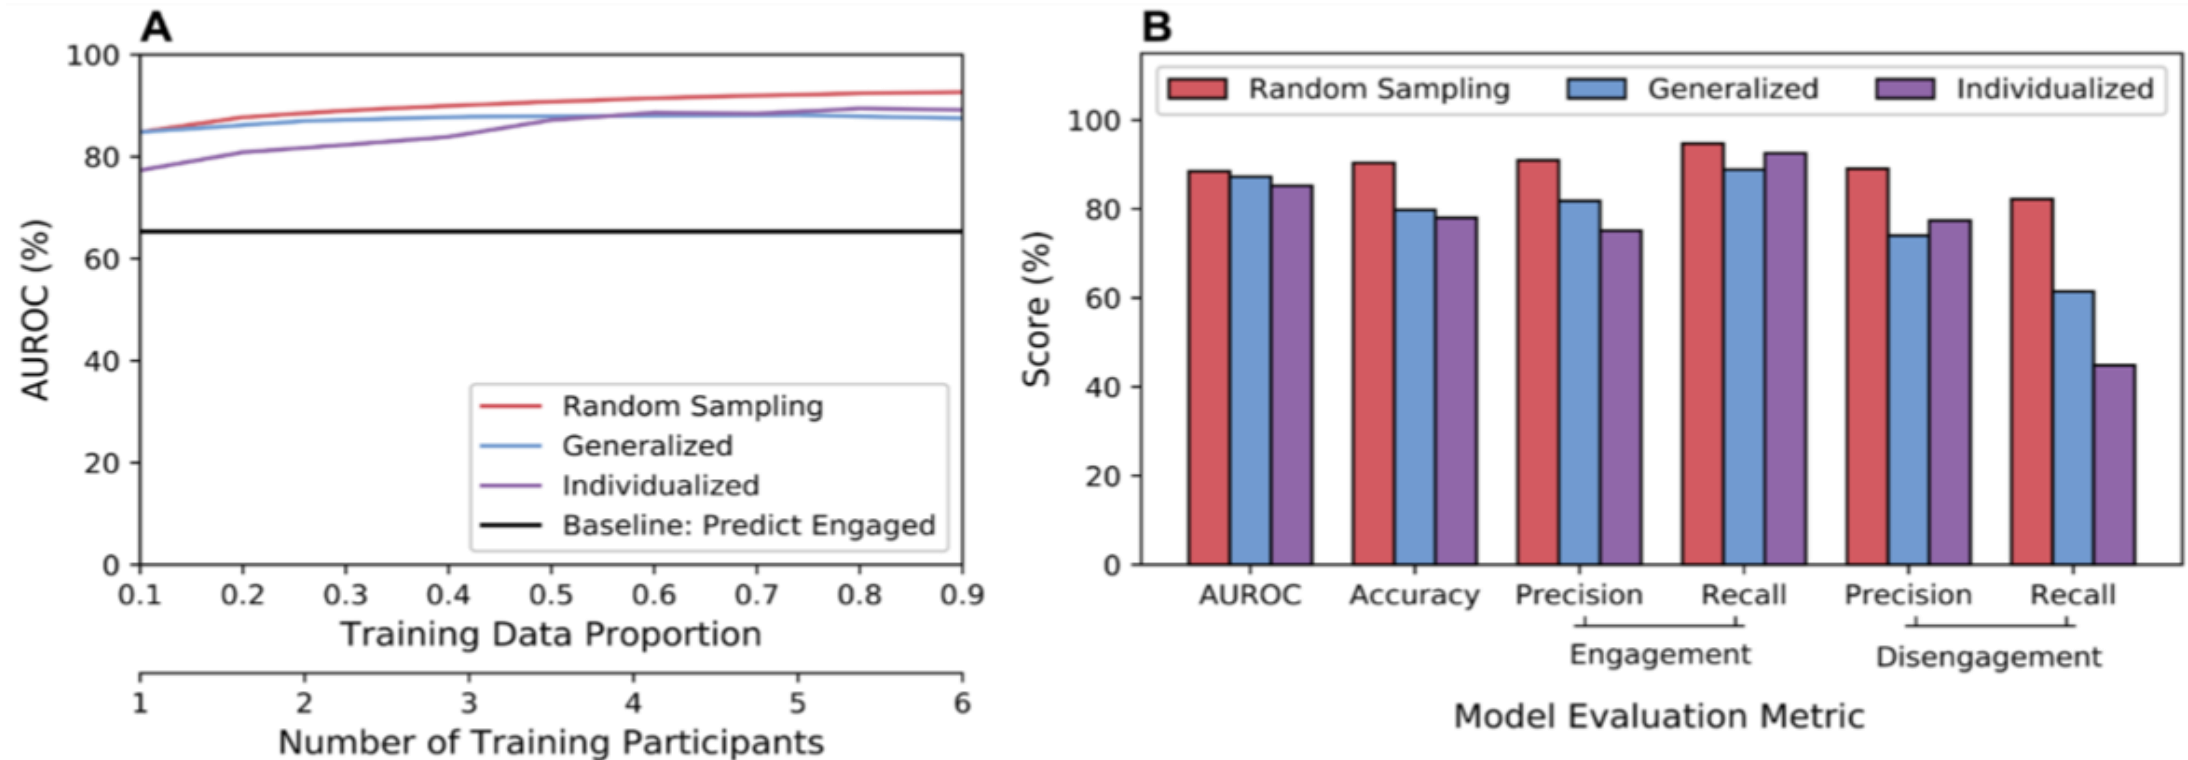 A
100
80
60
40
20
0
AUROC (%)
Random Sampling
Generalized
Individualized
Baseline: Predict Engaged
0.1 0.2 0.3 0.4 0.5 0.6 0.7 0.8 0.9
Training Data Proportion
1 2 3 4 5 6
Number of Training Participants
B
Random Sampling Generalized Individualized
100
80
60
40
20
0
Score (%)
AUROC Accuracy Precision Recall Precision Recall
Engagement Disengagement
Model Evaluation Metric